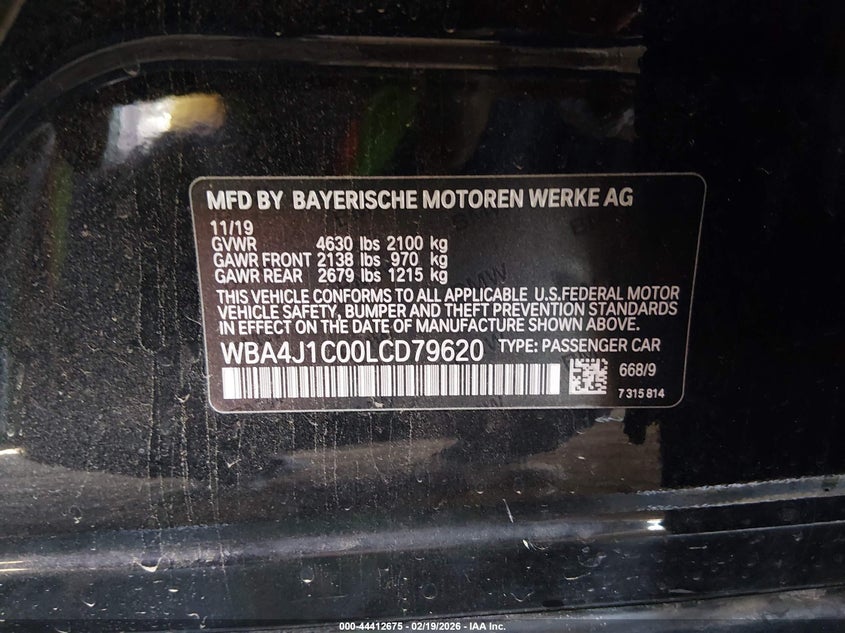 MFD BY BAYERISCHE MOTOREN WERKE AG
11/19
GVWR 4630 lbs 2100 kg
GAWR FRONT 2138 lbs 970 kg
GAWR REAR 2679 lbs 1215 kg
THIS VEHICLE CONFORMS TO ALL APPLICABLE U.S.FEDERAL MOTOR
VEHICLE SAFETY, BUMPER AND THEFT PREVENTION STANDARDS
IN EFFECT ON THE DATE OF MANUFACTURE SHOWN ABOVE.
WBA4J1C00LCD79620 TYPE: PASSENGER CAR
668/9
7 315 814
000-44412675 - 02/19/2026 - IAA Inc.